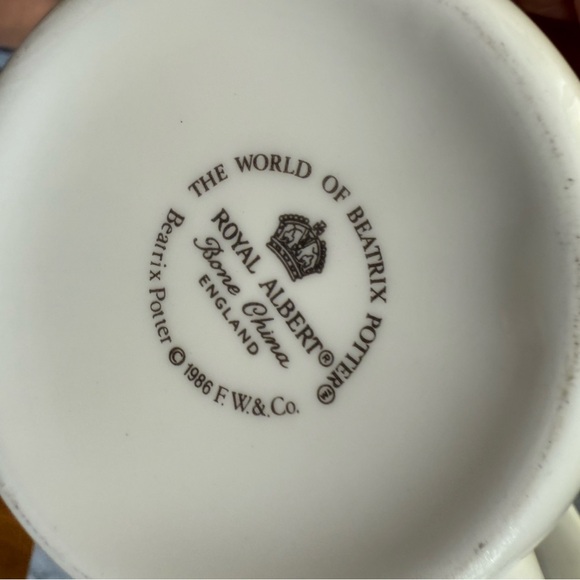 THE WORLD OF BEATRIX POTTER®
ROYAL ALBERT®
Bone China
ENGLAND
Beatrix Potter © 1986 F.W.& Co.